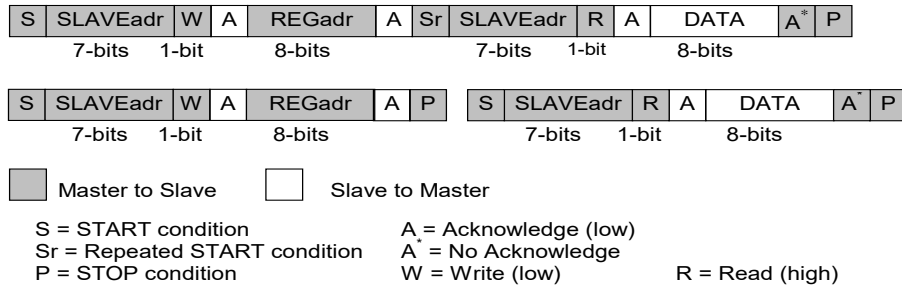 S SLAVEadr W A REGadr A Sr SLAVEadr R A DATA A* P
7-bits 1-bit 8-bits 7-bits 1-bit 8-bits
S SLAVEadr W A REGadr A P S SLAVEadr R A DATA A* P
7-bits 1-bit 8-bits 7-bits 1-bit 8-bits
Master to Slave Slave to Master
S = START condition A = Acknowledge (low)
Sr = Repeated START condition A* = No Acknowledge
P = STOP condition W = Write (low) R = Read (high)